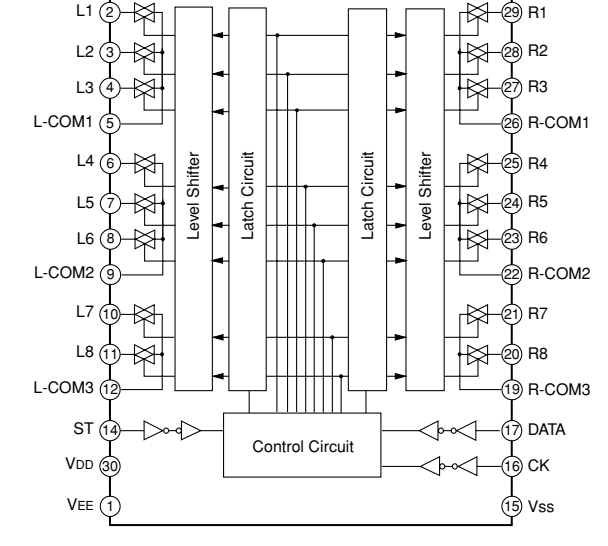 L1 2 29 R1
L2 3 28 R2
L3 4 27 R3
L-COM1 5 26 R-COM1
L4 6 25 R4
L5 7 24 R5
L6 8 23 R6
L-COM2 9 22 R-COM2
L7 10 21 R7
L8 11 20 R8
L-COM3 12 19 R-COM3
Level Shifter
Latch Circuit
Latch Circuit
Level Shifter
ST 14 17 DATA
Control Circuit
VDD 30 16 CK
VEE 1 15 VSS